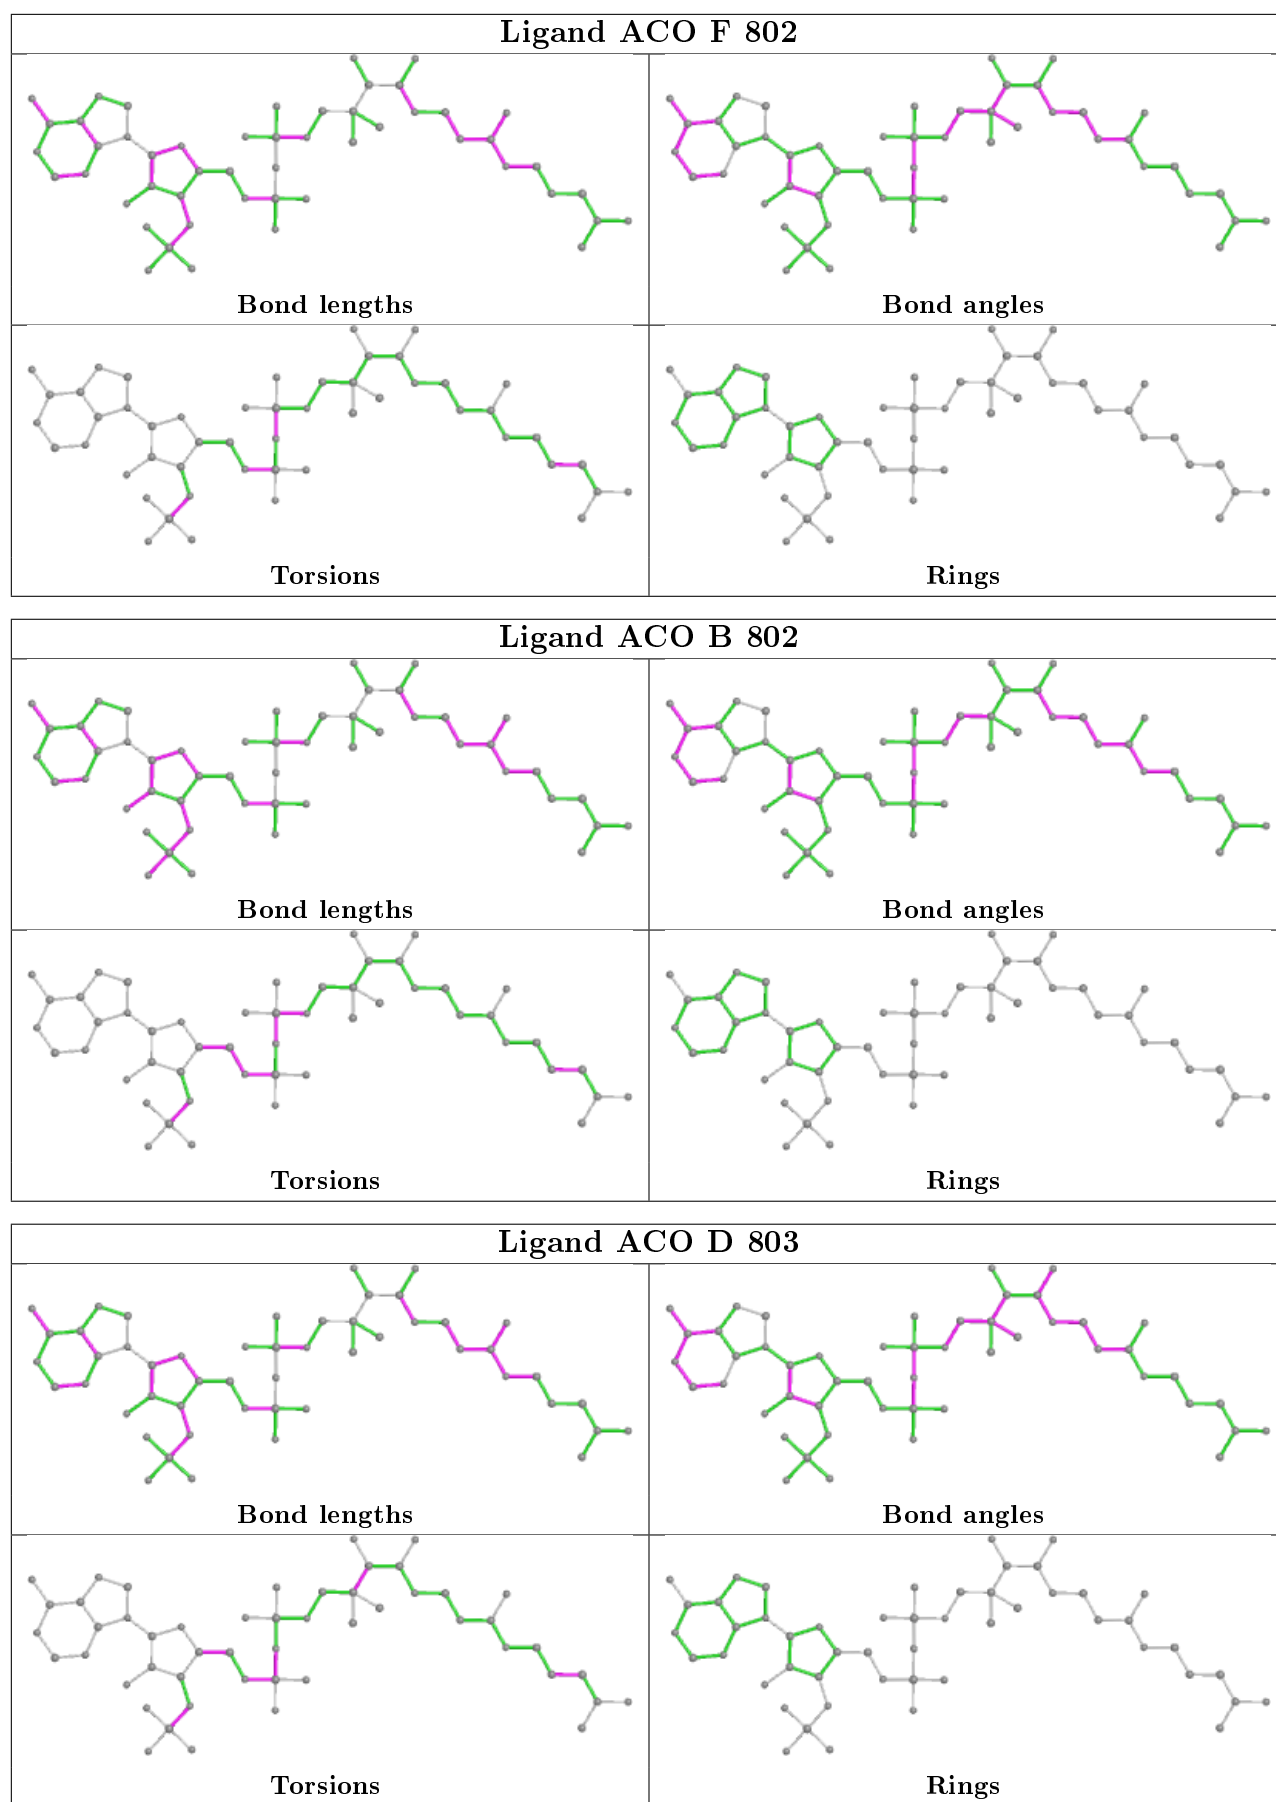 Ligand ACO F 802
Bond lengths
Bond angles
Torsions
Rings
Ligand ACO B 802
Bond lengths
Bond angles
Torsions
Rings
Ligand ACO D 803
Bond lengths
Bond angles
Torsions
Rings